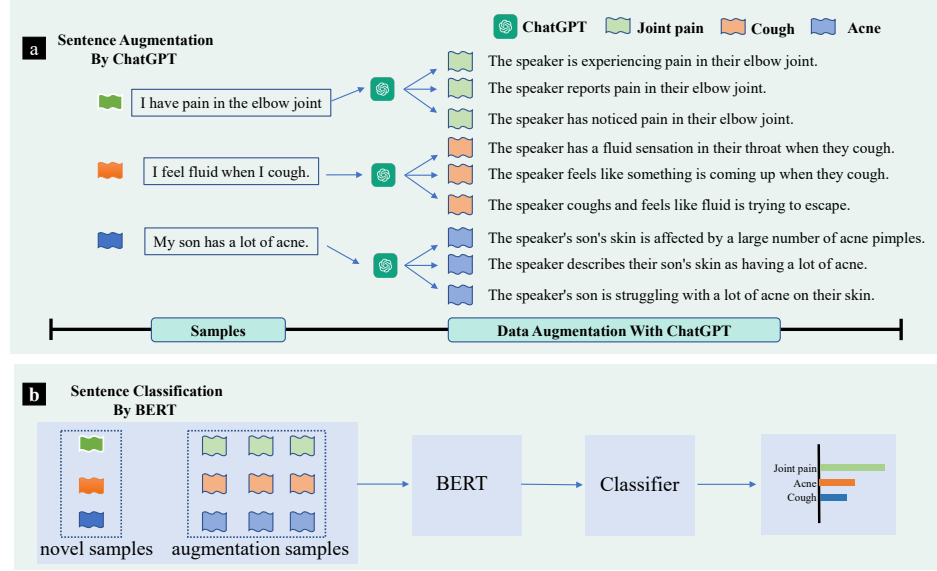 a
Sentence Augmentation
By ChatGPT
ChatGPT
Joint pain
Cough
Acne
I have pain in the elbow joint
The speaker is experiencing pain in their elbow joint.
The speaker reports pain in their elbow joint.
The speaker has noticed pain in their elbow joint.
I feel fluid when I cough.
The speaker has a fluid sensation in their throat when they cough.
The speaker feels like something is coming up when they cough.
The speaker coughs and feels like fluid is trying to escape.
My son has a lot of acne.
The speaker's son's skin is affected by a large number of acne pimples.
The speaker describes their son's skin as having a lot of acne.
The speaker's son is struggling with a lot of acne on their skin.
Samples
Data Augmentation With ChatGPT
b
Sentence Classification
By BERT
novel samples
augmentation samples
BERT
Classifier
Joint pain
Acne
Cough